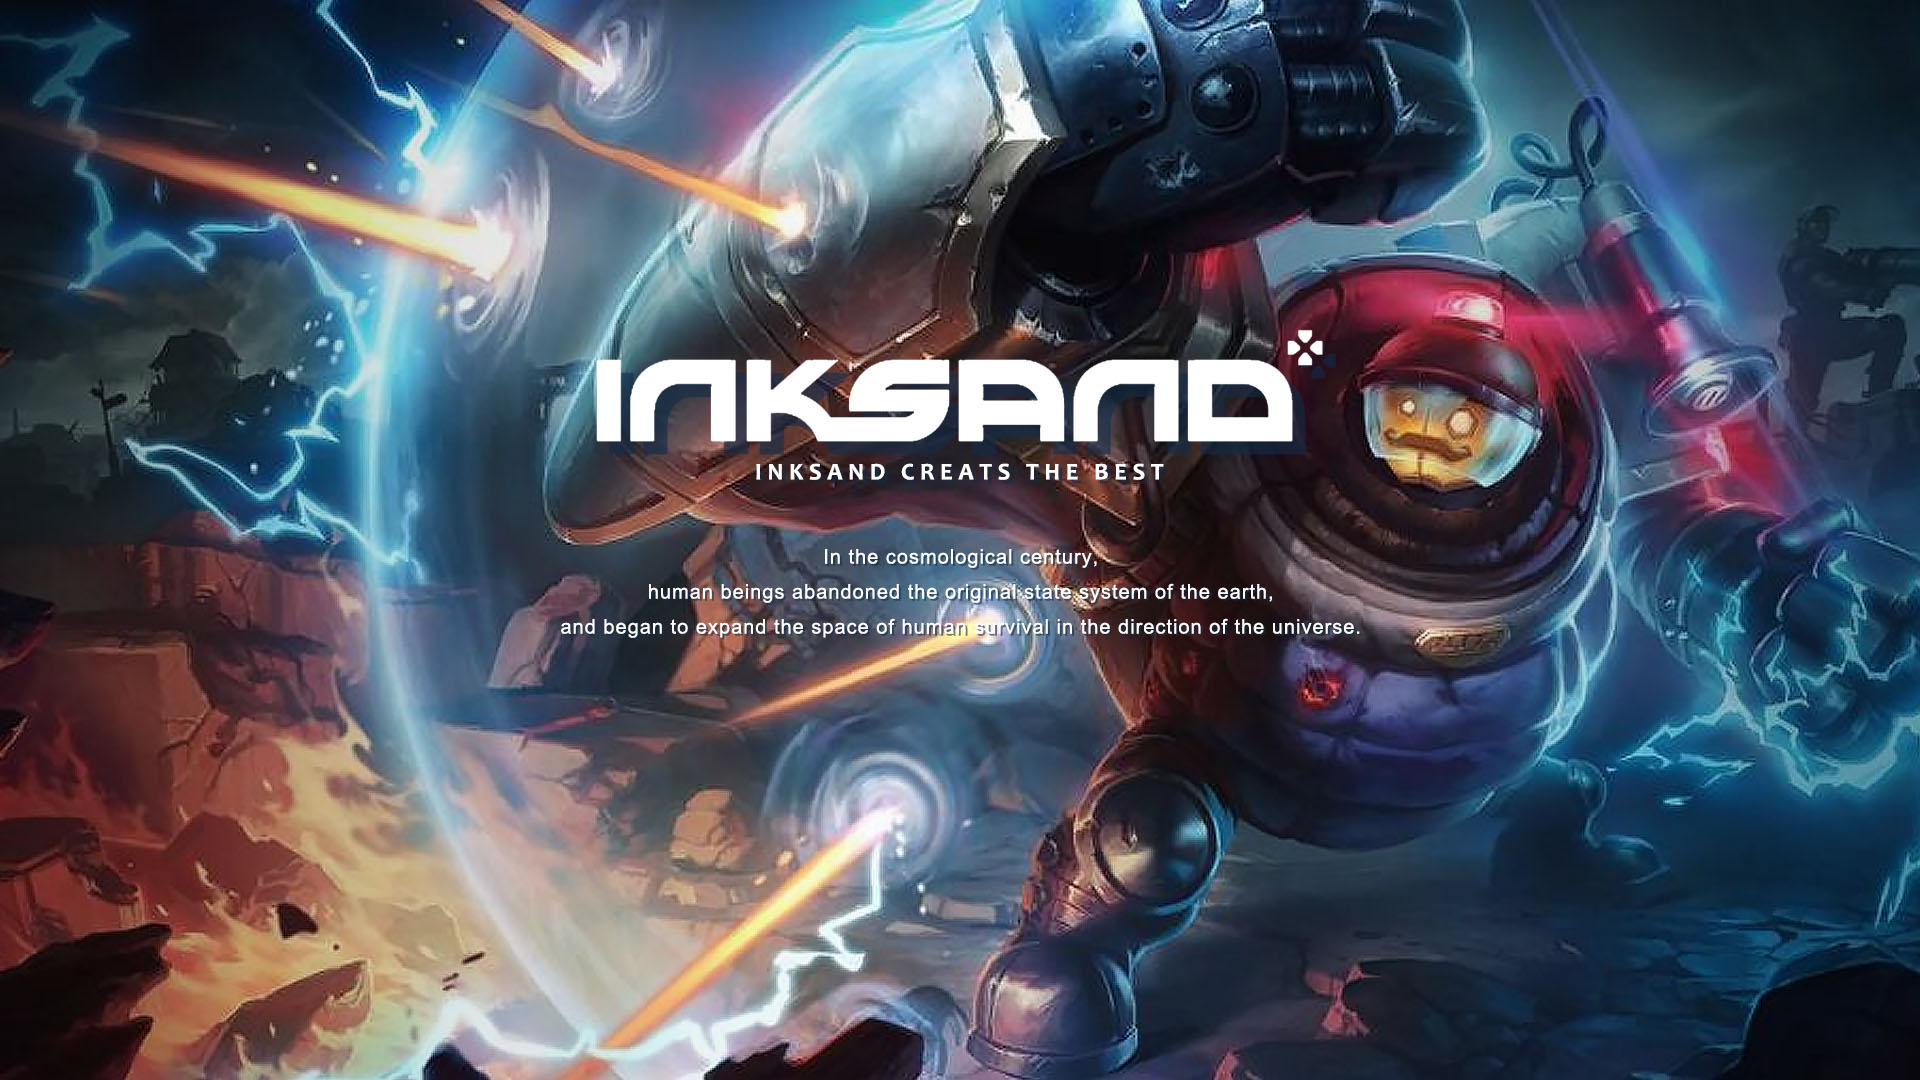 INKSAND
INKSAND CREATS THE BEST
In the cosmological century,
human beings abandoned the original state system of the earth,
and began to expand the space of human survival in the direction of the universe.